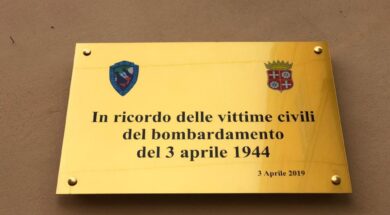 In ricordo delle vittime civili
del bombardamento
del 3 aprile 1944
3 Aprile 2019